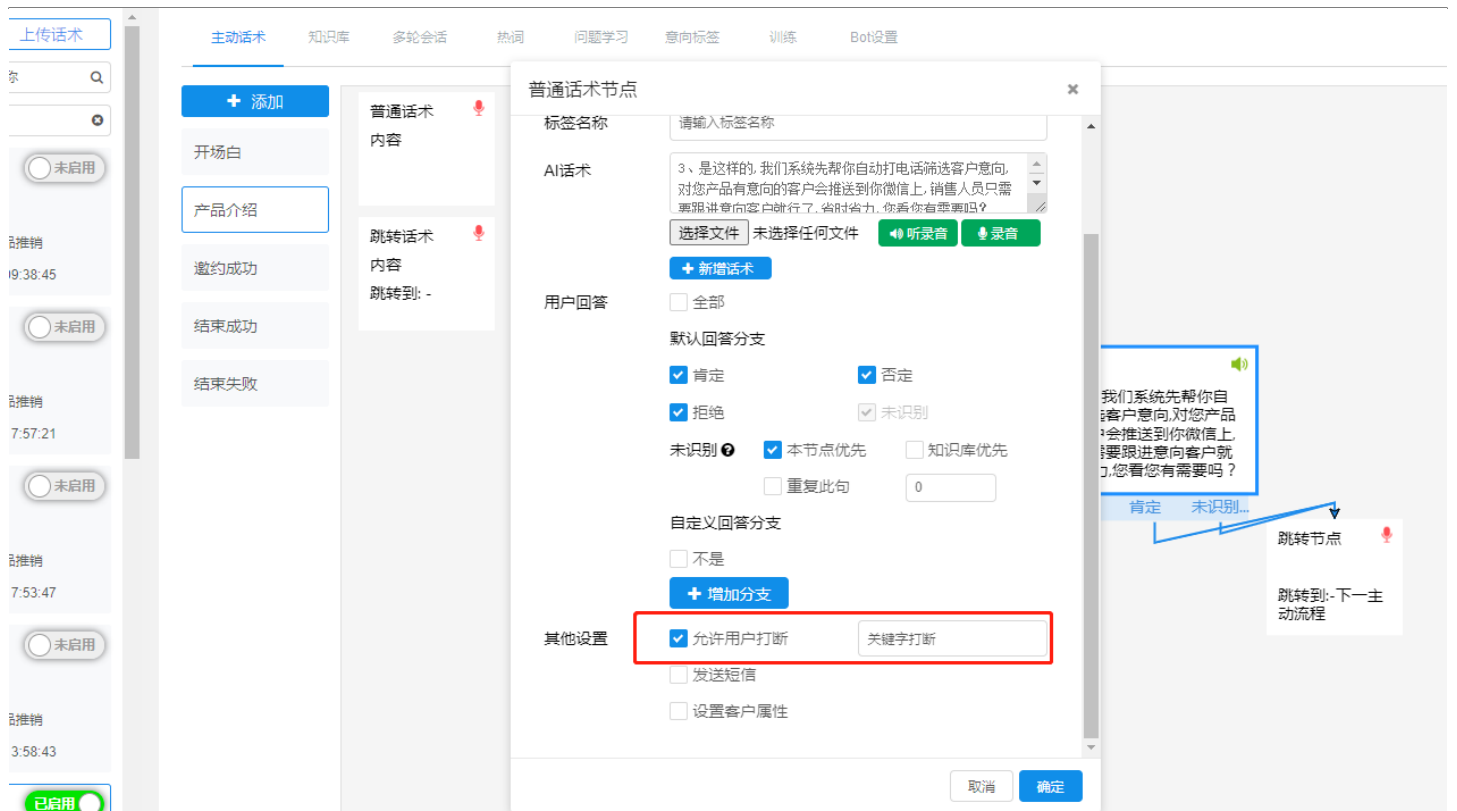 上传话术
主动话术 知识库 多轮会话 热词 问题学习 意向标签 训练 Bot设置
未启用
品推销
09:38:45
未启用
品推销
7:57:21
未启用
品推销
7:53:47
未启用
品推销
3:58:43
已启用
添加
开场白
产品介绍
邀约成功
结束成功
结束失败
普通话术
内容
跳转话术
内容
跳转到: -
普通话术节点
标签名称 请输入标签名称
AI话术 3、是这样的, 我们系统先帮你自动打电话筛选客户意向,
对您产品有意向的客户会推送到你微信上, 销售人员只需
要跟进意向客户就行了, 省时省力, 您看您有需要吗?
选择文件 未选择任何文件 听录音 录音
新增话术
用户回答 全部
默认回答分支
肯定 否定
拒绝 未识别
未识别 本节点优先 知识库优先
重复此句 0
自定义回答分支
不是
增加分支
其他设置 允许用户打断 关键字打断
发送短信
设置客户属性
取消 确定
我们系统先帮你自
客户意向,对您产品
会推送到你微信上,
要跟进意向客户就
,您看您有需要吗？
肯定 未识别...
跳转节点
跳转到:-下一主
动流程